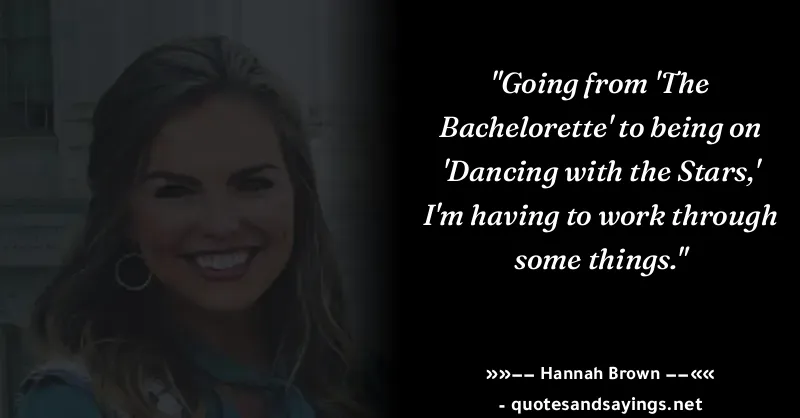 "Going from 'The
Bachelorette' to being on
'Dancing with the Stars,'
I'm having to work through
some things."
»»−− Hannah Brown −−««
- quotesandsayings.net